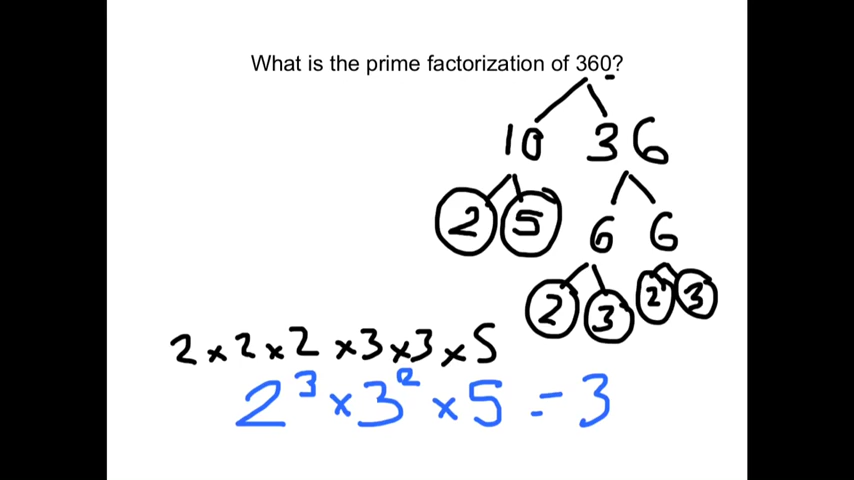 What is the prime factorization of 360?
10 36
2 5 6 6
2 3 2 3
2 × 2 × 2 × 3 × 3 × 5
2³ × 3² × 5 = 3